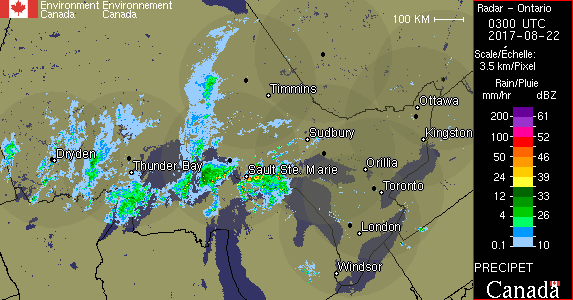 Environment Environnement
Canada Canada
100 KM
Timmins
Ottawa
Sudbury
Kingston
Dryden
Thunder Bay
Sault Ste. Marie
Orillia
Toronto
London
Windsor
Radar - Ontario
0300 UTC
2017-08-22
Scale/Échelle:
3.5 km/Pixel
Rain/Pluie
mm/hr dBZ
200 61
100 52
50 46
24 39
12 33
4 26
0.1 10
PRECIPET
Canada